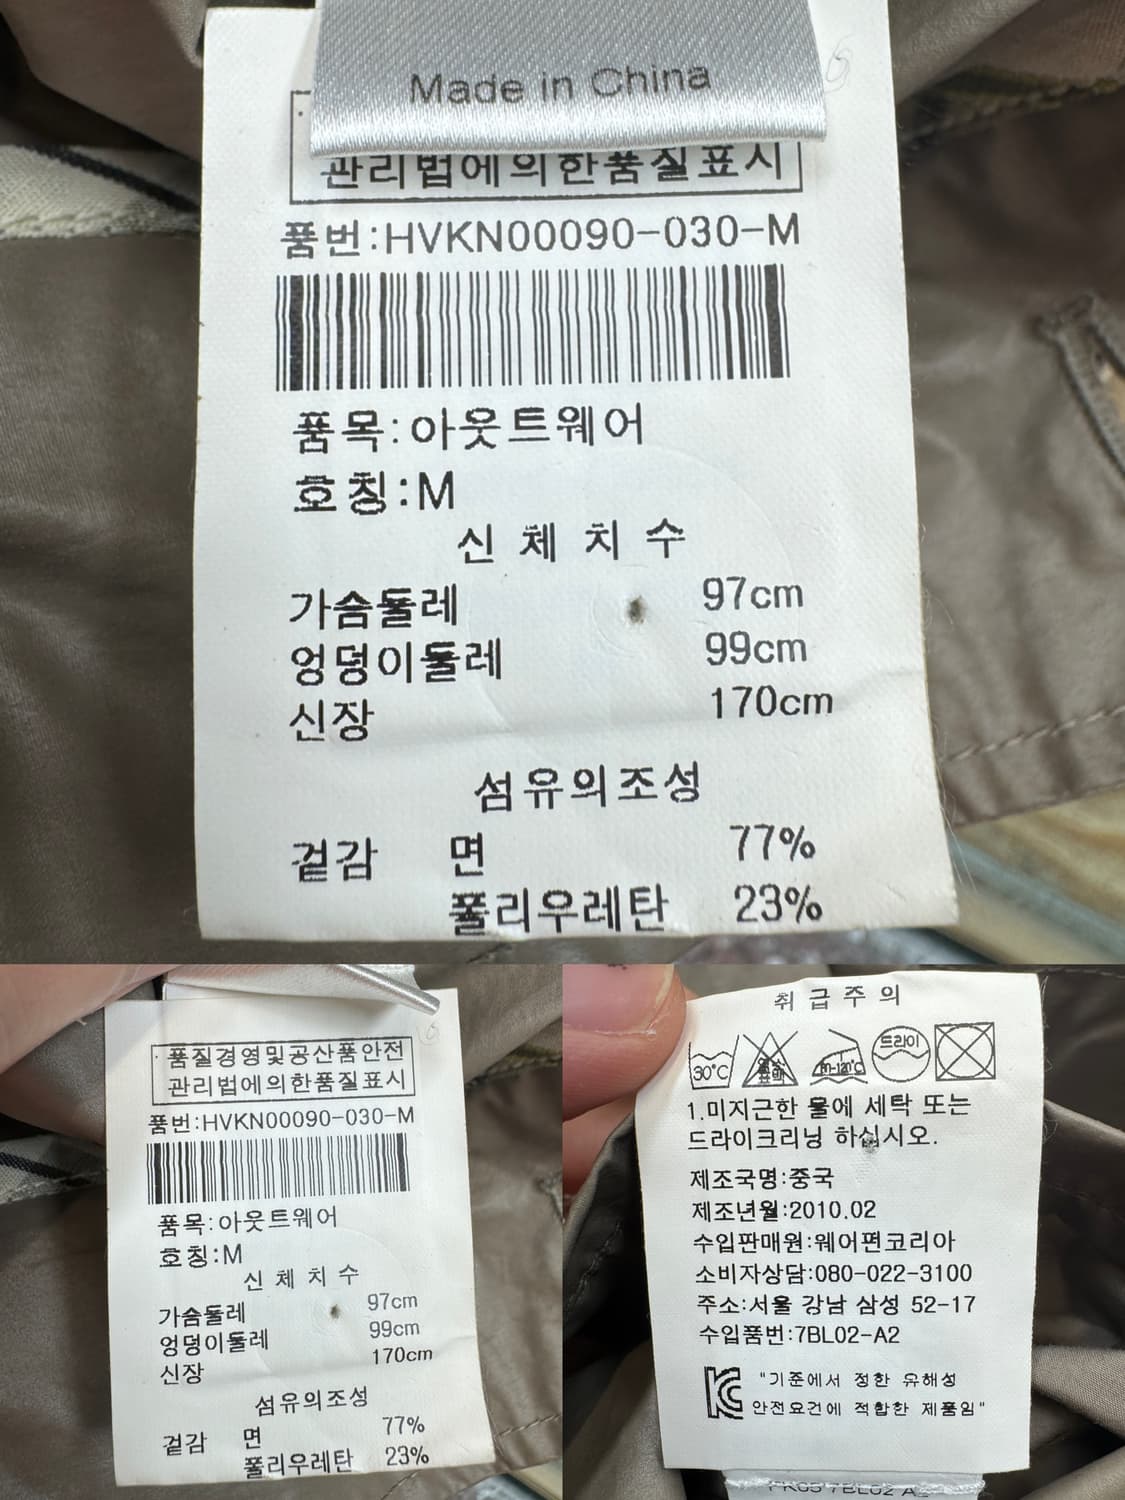 Made in China
관리법에의한품질표시
품번:HVKN00090-030-M
품목:아웃트웨어
호칭:M
신 체 치 수
가슴둘레 97cm
엉덩이둘레 99cm
신장 170cm
섬유의조성
겉감 면 77%
폴리우레탄 23%
품질경영및공산품안전
관리법에의한품질표시
품번:HVKN00090-030-M
품목:아웃트웨어
호칭:M
신 체 치 수
가슴둘레 97cm
엉덩이둘레 99cm
신장 170cm
섬유의조성
겉감 면 77%
폴리우레탄 23%
취 급 주 의
30°C 드라이
1.미지근한 물에 세탁 또는
드라이크리닝 하십시오.
제조국명:중국
제조년월:2010.02
수입판매원:웨어펀코리아
소비자상담:080-022-3100
주소:서울 강남 삼성 52-17
수입품번:7BL02-A2
"기준에서 정한 유해성
안전요건에 적합한 제품임"